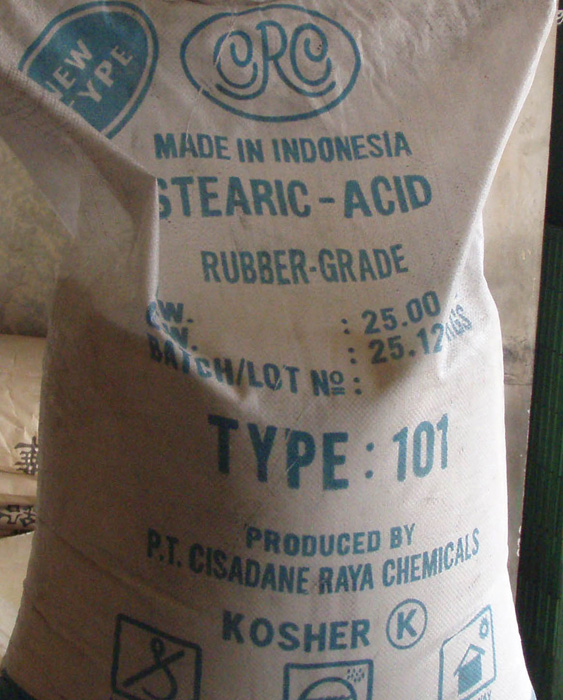 NEW
TYPE
CRC
MADE IN INDONESIA
STEARIC-ACID
RUBBER-GRADE
: 25.00
: 25.12 KGS
BATCH/LOT Nº :
TYPE : 101
PRODUCED BY
P.T. CISADANE RAYA CHEMICALS
KOSHER K